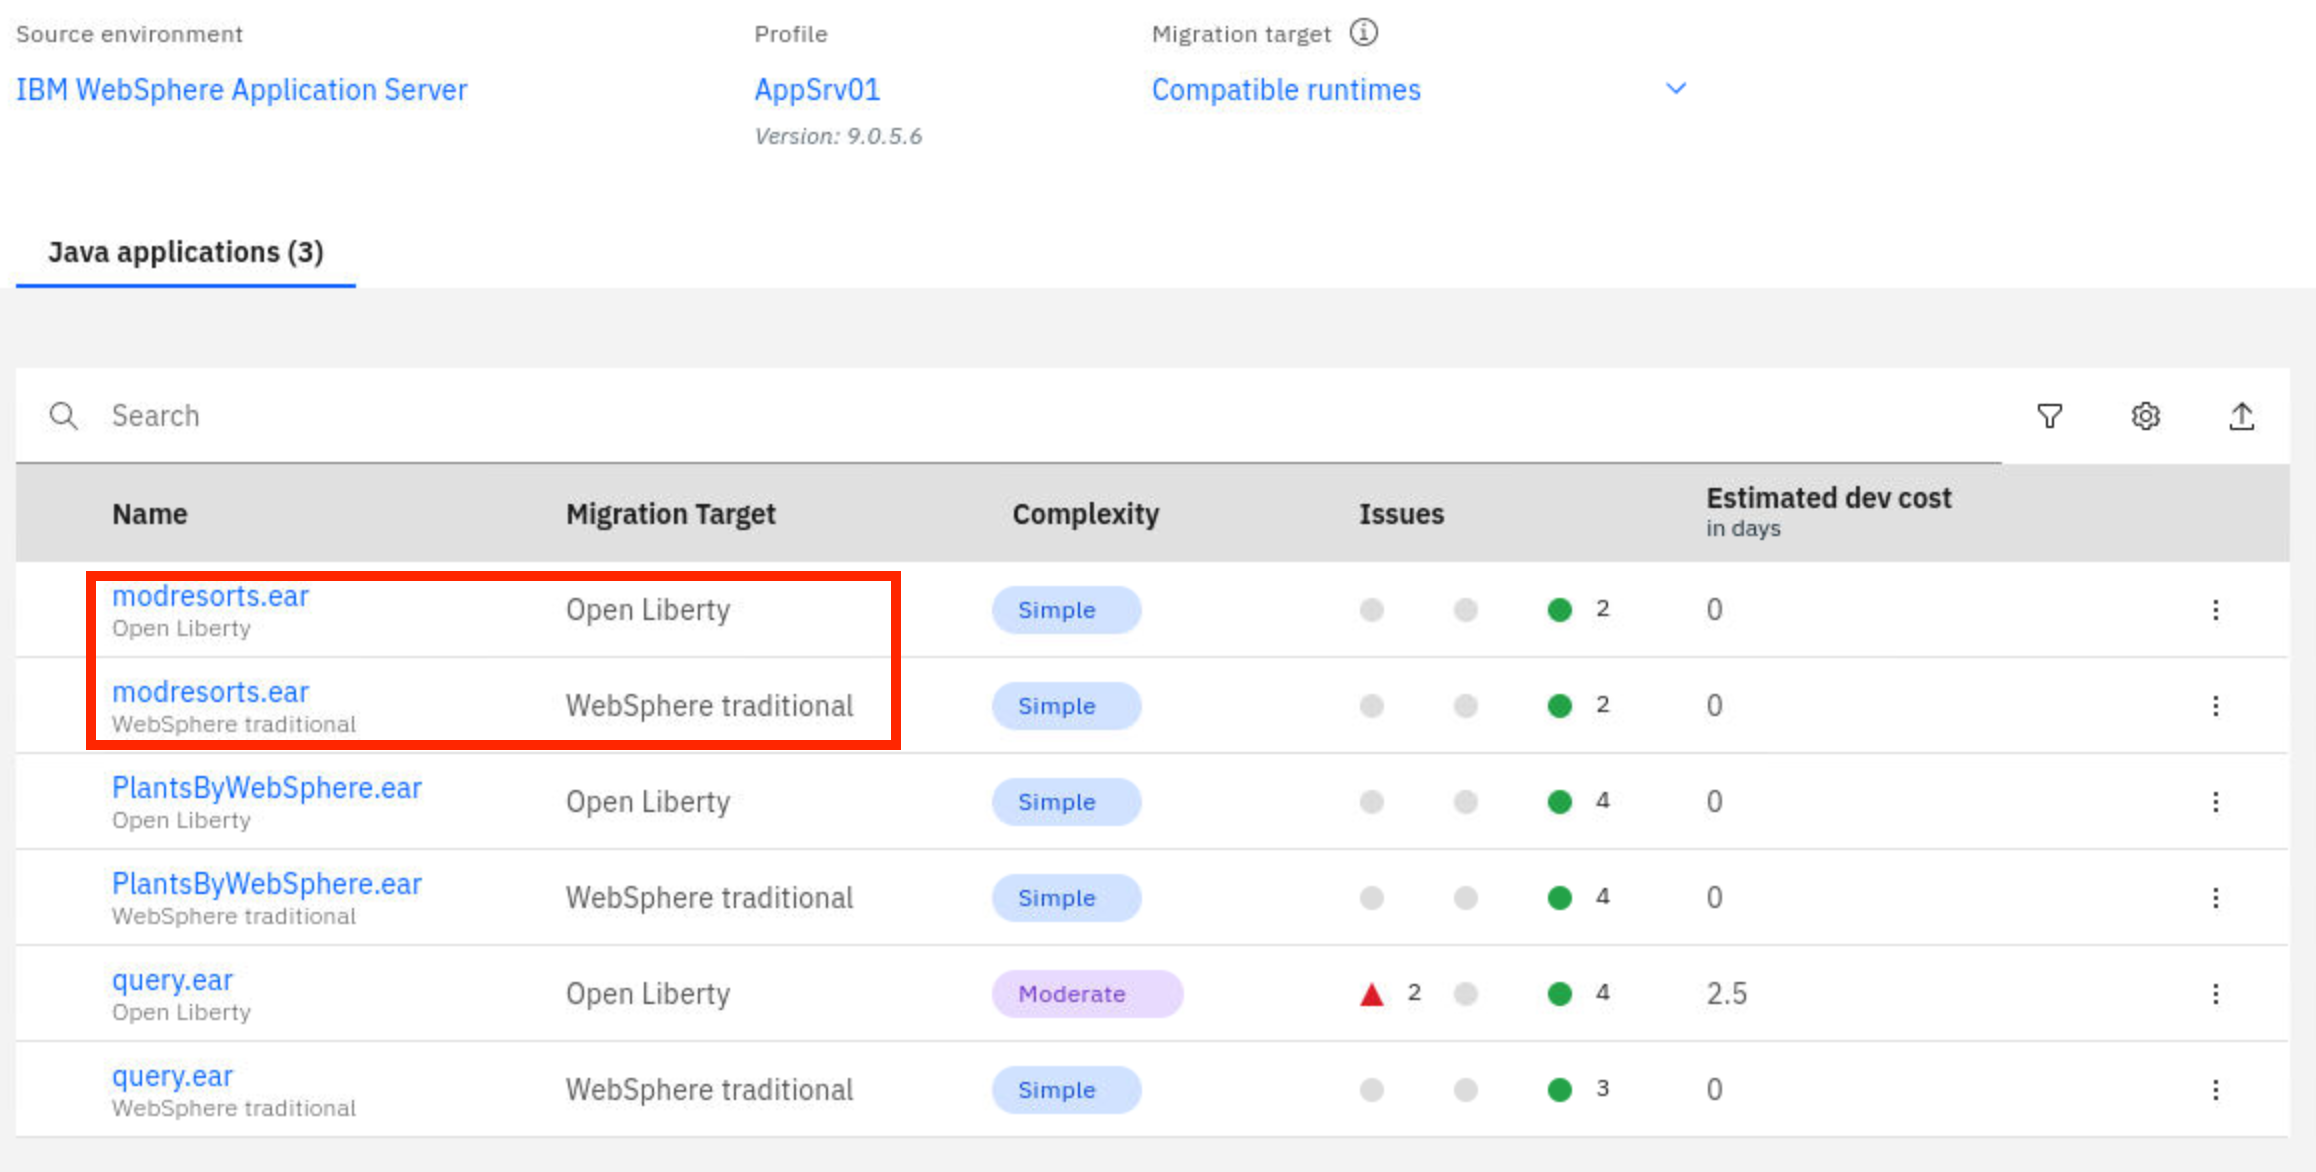 Source environment
Profile
Migration target
IBM WebSphere Application Server
AppSrv01
Compatible runtimes
Version: 9.0.5.6
Java applications (3)
Search
Name
Migration Target
Complexity
Issues
Estimated dev cost
in days
modresorts.ear
Open Liberty
Open Liberty
Simple
2
0
modresorts.ear
WebSphere traditional
WebSphere traditional
Simple
2
0
PlantsByWebSphere.ear
Open Liberty
Open Liberty
Simple
4
0
PlantsByWebSphere.ear
WebSphere traditional
WebSphere traditional
Simple
4
0
query.ear
Open Liberty
Open Liberty
Moderate
2
4
2.5
query.ear
WebSphere traditional
WebSphere traditional
Simple
3
0